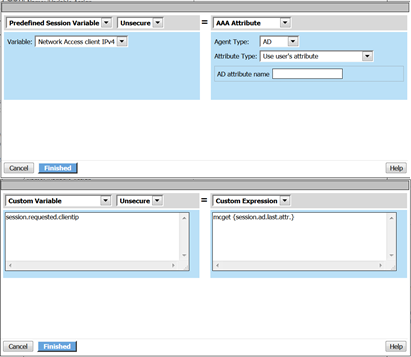 Predefined Session Variable Unsecure = AAA Attribute
Variable: Network Access client IPv4
Agent Type: AD
Attribute Type: Use user's attribute
AD attribute name
Cancel Finished Help
Custom Variable Unsecure = Custom Expression
session.requested.clientip
mcget {session.ad.last.attr.}
Cancel Finished Help